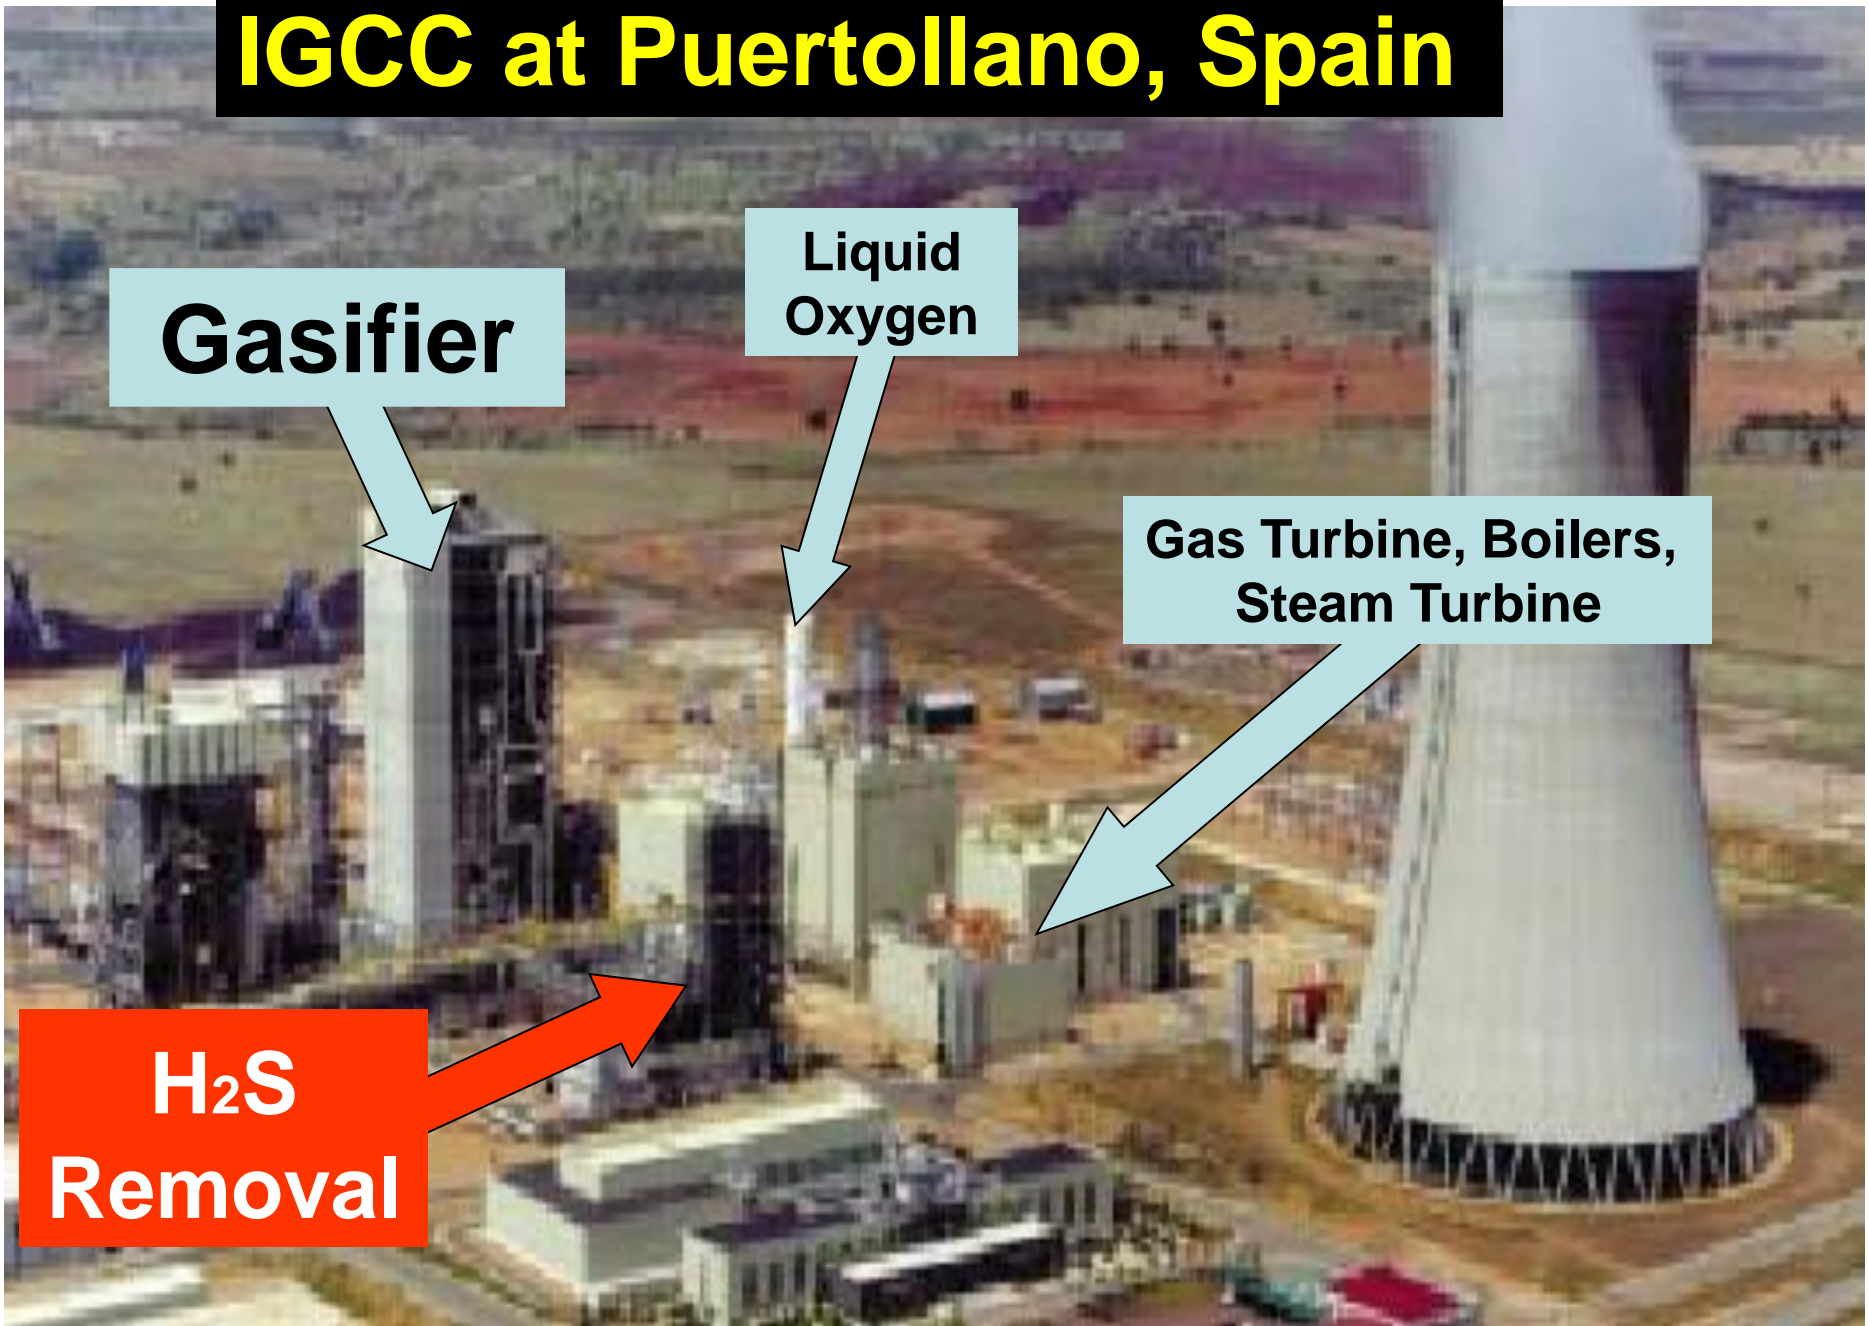 IGCC at Puertollano, Spain
Liquid
Oxygen
Gasifier
Gas Turbine, Boilers,
Steam Turbine
H2S
Removal